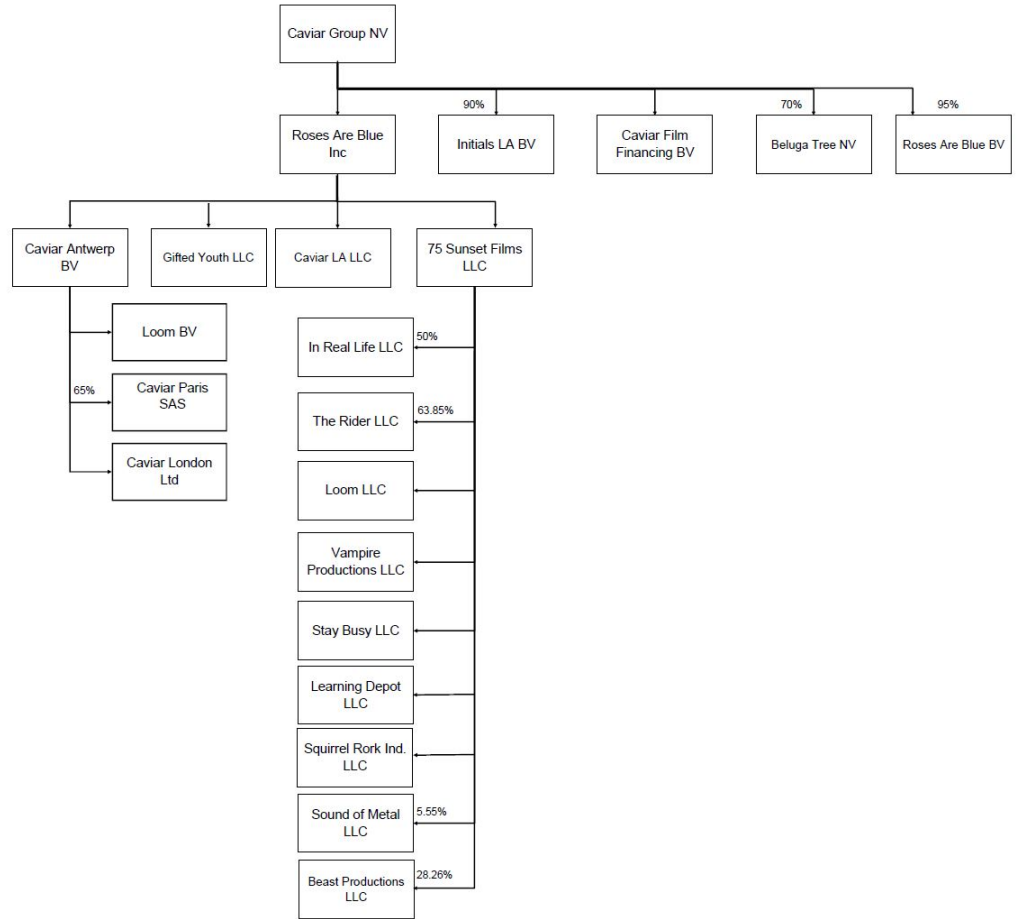 Caviar Group NV
90%
70%
95%
Roses Are Blue
Inc
Initials LA BV
Caviar Film
Financing BV
Beluga Tree NV
Roses Are Blue BV
Caviar Antwerp
BV
Gifted Youth LLC
Caviar LA LLC
75 Sunset Films
LLC
Loom BV
65%
Caviar Paris
SAS
Caviar London
Ltd
In Real Life LLC
50%
The Rider LLC
63.85%
Loom LLC
Vampire
Productions LLC
Stay Busy LLC
Learning Depot
LLC
Squirrel Rork Ind.
LLC
Sound of Metal
LLC
5.55%
Beast Productions
LLC
28.26%